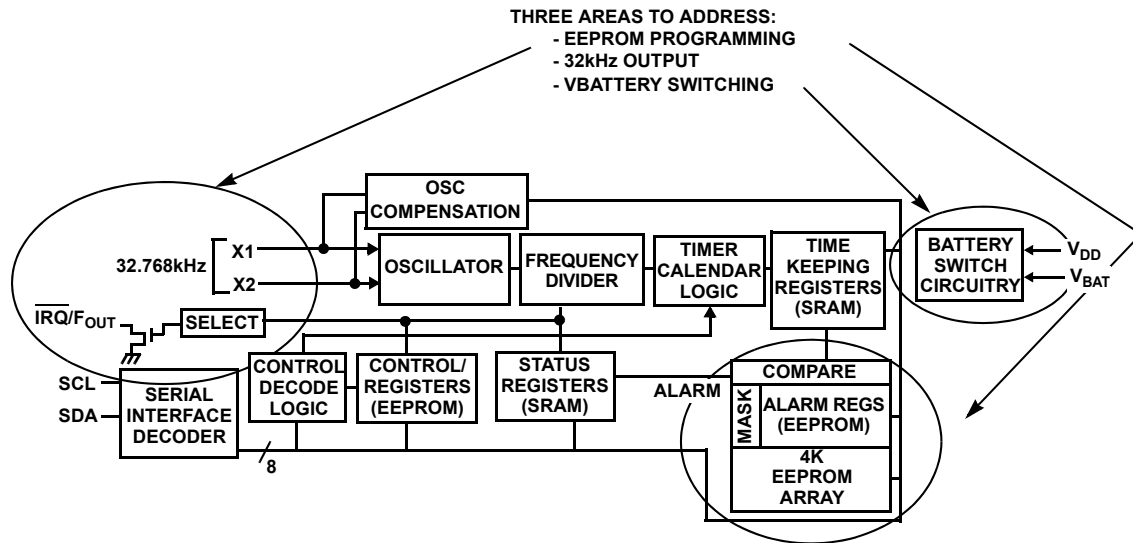 THREE AREAS TO ADDRESS:
- EEPROM PROGRAMMING
- 32kHz OUTPUT
- VBATTERY SWITCHING
OSC
COMPENSATION
X1
32.768kHz
X2
OSCILLATOR
FREQUENCY
DIVIDER
TIMER
CALENDAR
LOGIC
TIME
KEEPING
REGISTERS
(SRAM)
BATTERY
SWITCH
CIRCUITRY
VDD
VBAT
IRQ/FOUT
SELECT
SCL
SDA
SERIAL
INTERFACE
DECODER
CONTROL
DECODE
LOGIC
CONTROL/
REGISTERS
(EEPROM)
STATUS
REGISTERS
(SRAM)
ALARM
COMPARE
MASK
ALARM REGS
(EEPROM)
4K
EEPROM
ARRAY
8